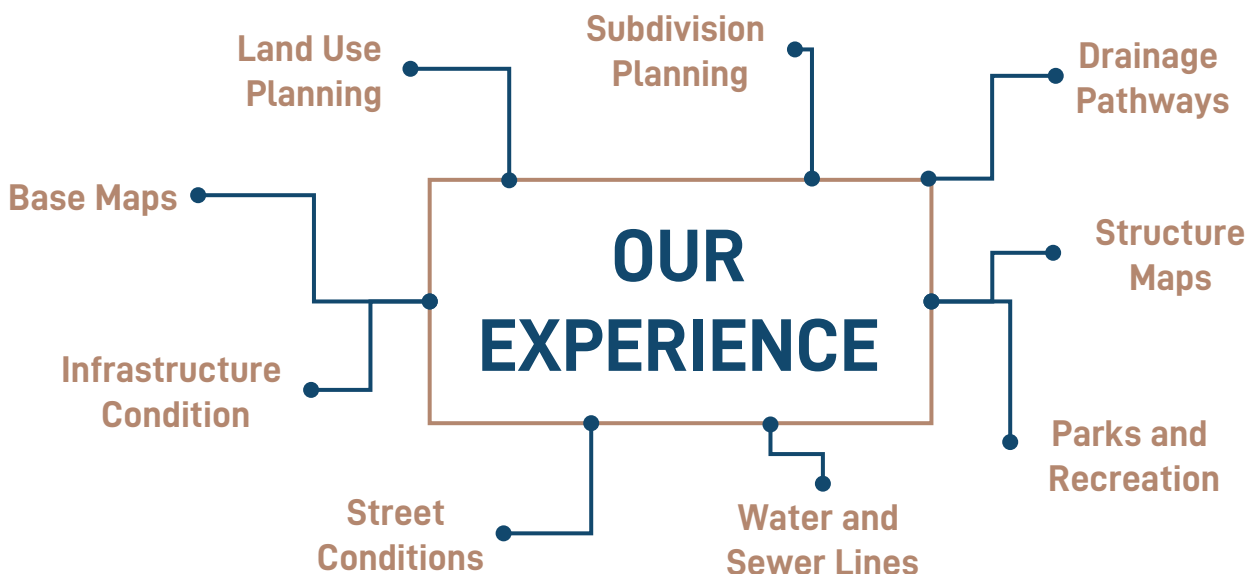 Land Use
Planning
Subdivision
Planning
Drainage
Pathways
Base Maps
OUR
EXPERIENCE
Structure
Maps
Infrastructure
Condition
Parks and
Recreation
Street
Conditions
Water and
Sewer Lines